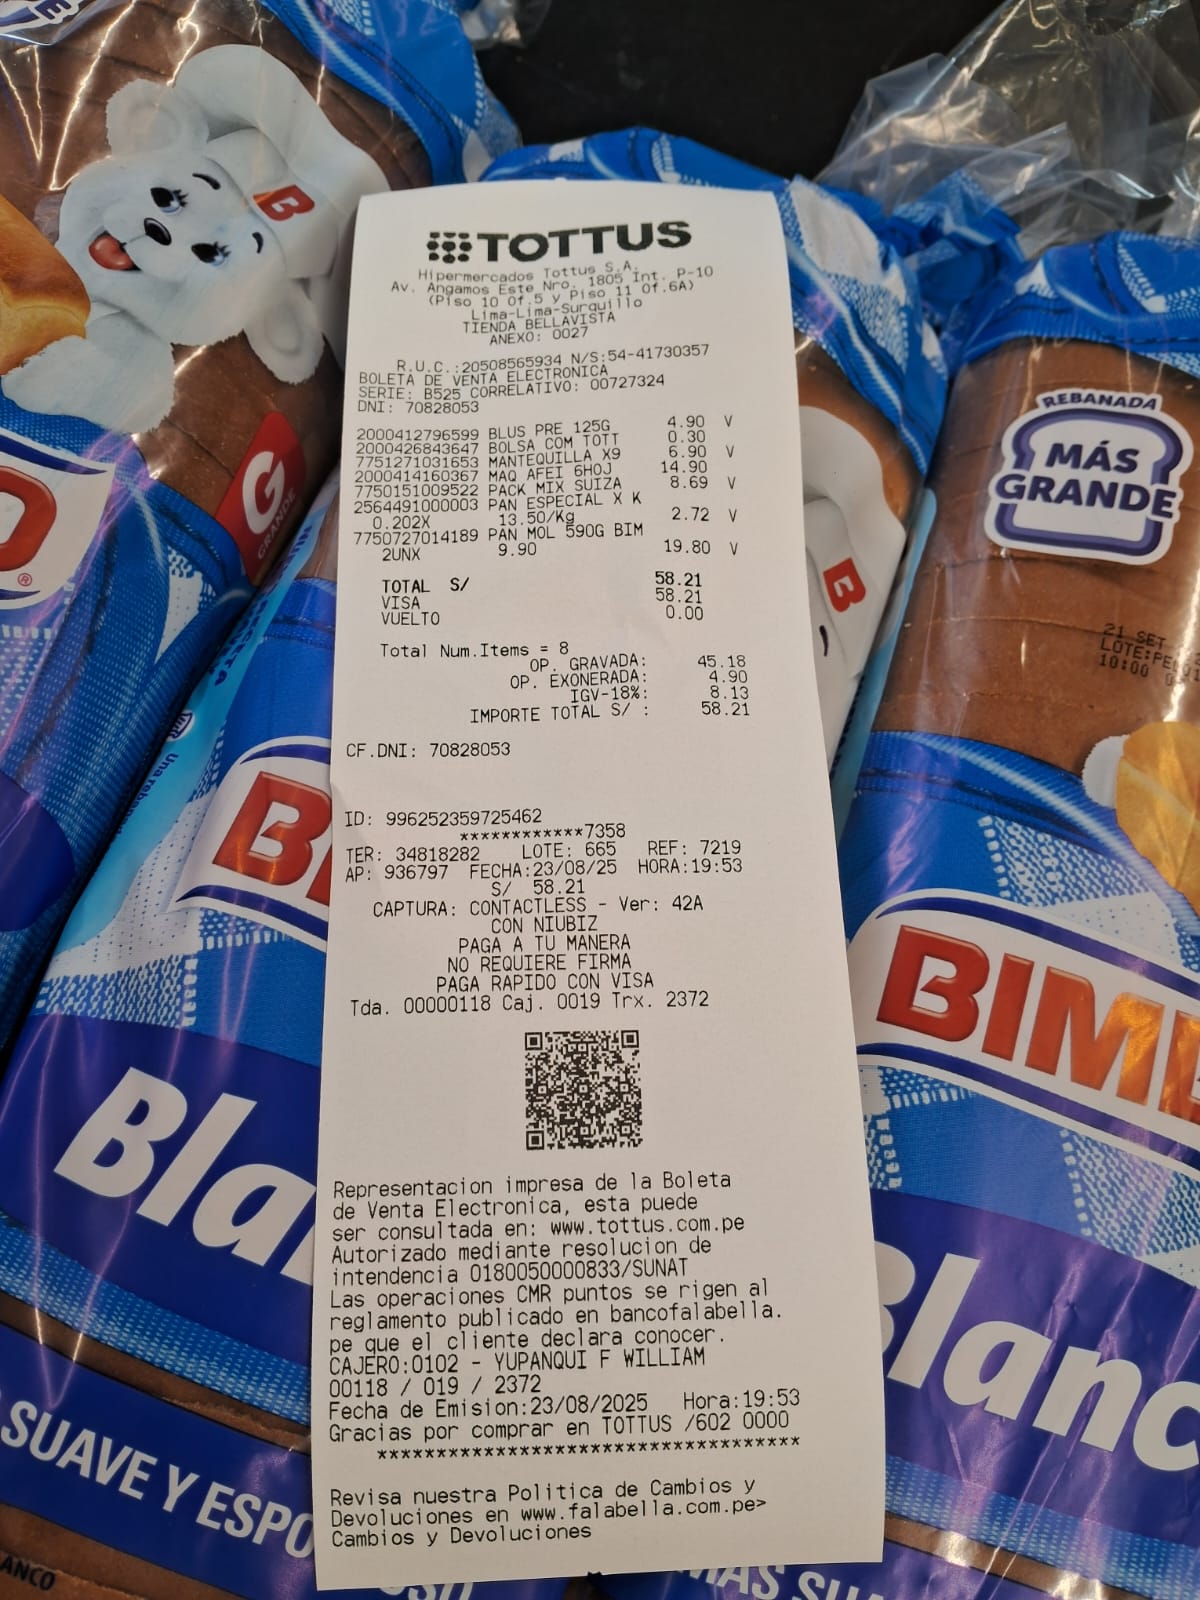 TOTTUS
Hipermercados Tottus S.A.
Av. Angamos Este Nro. 1805 Int. P-10
(Piso 10 Of.5 y Piso 11 Of.6A)
Lima-Lima-Surquillo
TIENDA BELLAVISTA
ANEXO: 0027
R.U.C.:20508565934 N/S:54-41730357
BOLETA DE VENTA ELECTRONICA
SERIE: B525 CORRELATIVO: 00727324
DNI: 70828053
2000412796599 BLUS PRE 125G 4.90 V
2000426843647 BOLSA COM TOTT 0.30
7751271031653 MANTEQUILLA X9 6.90 V
2000414160367 MAQ AFEI 6HOJ 14.90
7750151009522 PACK MIX SUIZA 8.69 V
2564491000003 PAN ESPECIAL X K
0.202X 13.50/Kg 2.72 V
7750727014189 PAN MOL 590G BIM
2UNX 9.90 19.80 V
TOTAL S/ 58.21
VISA 58.21
VUELTO 0.00
Total Num.Items = 8
OP. GRAVADA: 45.18
OP. EXONERADA: 4.90
IGV-18%: 8.13
IMPORTE TOTAL S/ : 58.21
CF.DNI: 70828053
ID: 996252359725462
************7358
TER: 34818282 LOTE: 665 REF: 7219
AP: 936797 FECHA:23/08/25 HORA:19:53
S/ 58.21
CAPTURA: CONTACTLESS - Ver: 42A
CON NIUBIZ
PAGA A TU MANERA
NO REQUIERE FIRMA
PAGA RAPIDO CON VISA
Tda. 00000118 Caj. 0019 Trx. 2372
Representacion impresa de la Boleta
de Venta Electronica, esta puede
ser consultada en: www.tottus.com.pe
Autorizado mediante resolucion de
intendencia 0180050000833/SUNAT
Las operaciones CMR puntos se rigen al
reglamento publicado en bancofalabella.
pe que el cliente declara conocer.
CAJERO:0102 - YUPANQUI F WILLIAM
00118 / 019 / 2372
Fecha de Emision:23/08/2025 Hora:19:53
Gracias por comprar en TOTTUS /602 0000
************************************
Revisa nuestra Politica de Cambios y
Devoluciones en www.falabella.com.pe>
Cambios y Devoluciones
B
G
GRANDE
O®
Una
BI
Bla
SUAVE Y ESPO
ANCO
B
REBANADA
MÁS
GRANDE
21 SET
10:00
BIM
Blanc
MAS SU